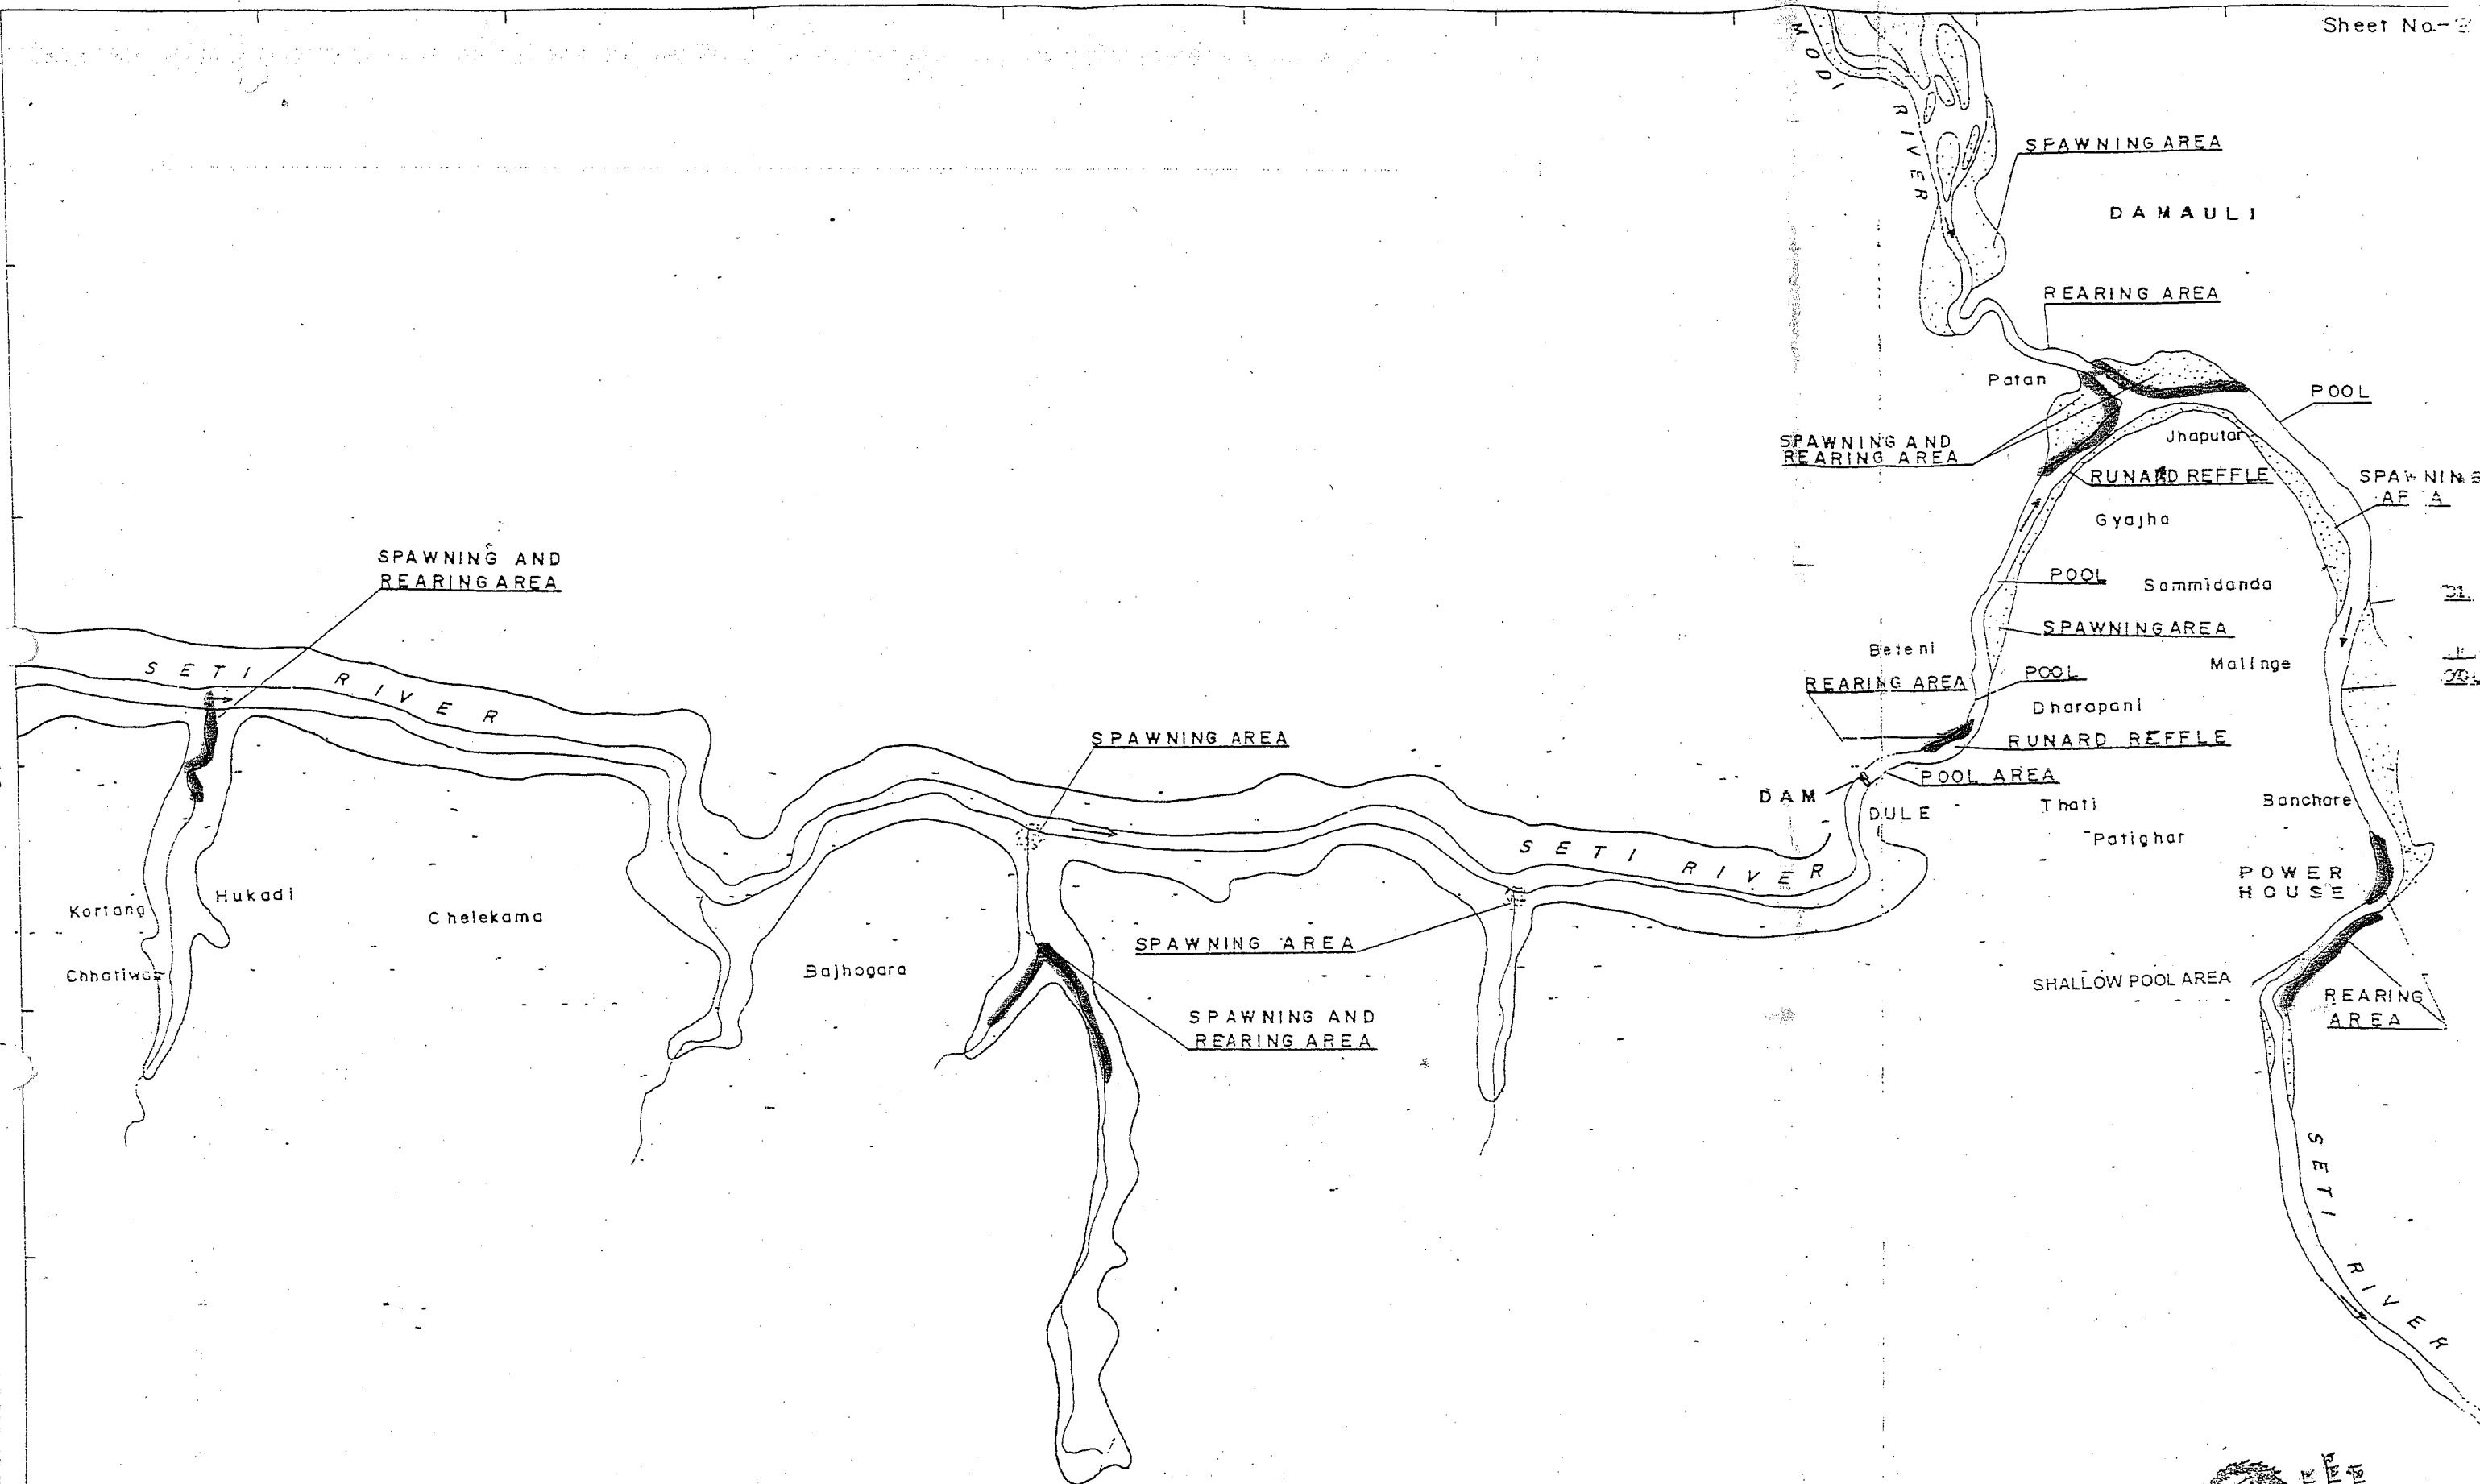 Sheet No-
MODI RIVER
SPAWNING AREA
DAMAULI
REARING AREA
Patan
POOL
SPAWNING AND
REARING AREA
Jhaputar
RUNARD REFFLE
SPAWNING
Gyajha
SPAWNING AND
REARING AREA
POOL
Sammidanda
SPAWNING AREA
Beteni
Malinge
SETI RIVER
REARING AREA
POOL
Dharapani
SPAWNING AREA
RUNARD REFFLE
POOL AREA
DAM
DULE
Thati
Banchare
Patighar
SETI RIVER
POWER
HOUSE
Kortang
Hukadi
Chelekama
SPAWNING AREA
Chhatiwas
Bajhogara
SHALLOW POOL AREA
REARING
AREA
SPAWNING AND
REARING AREA
SETI RIVER